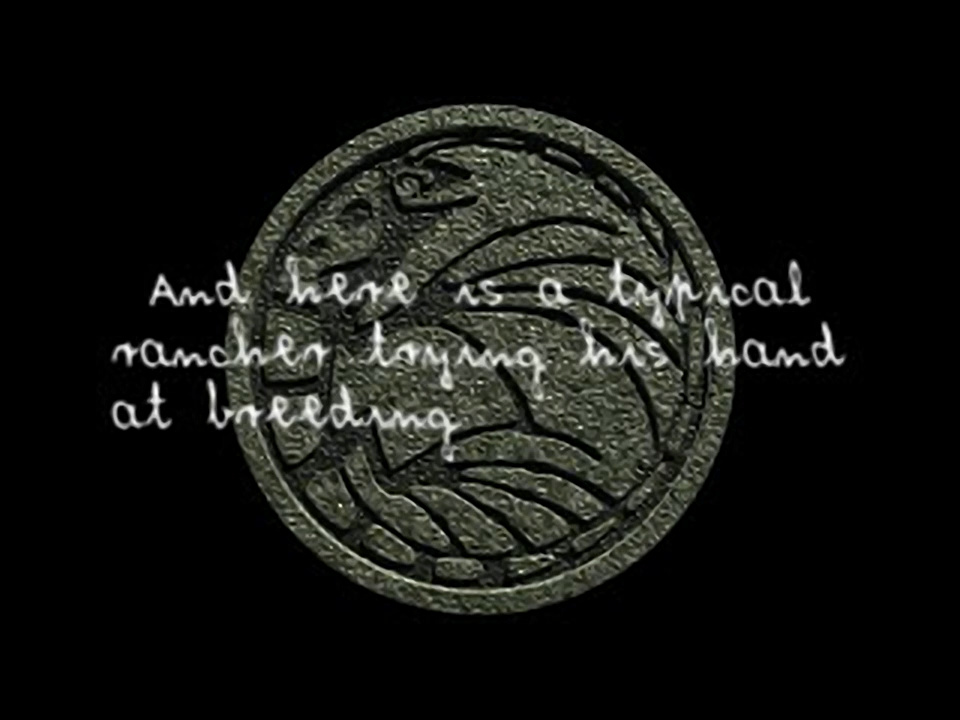 And here is a typical
rancher trying his hand
at breeding